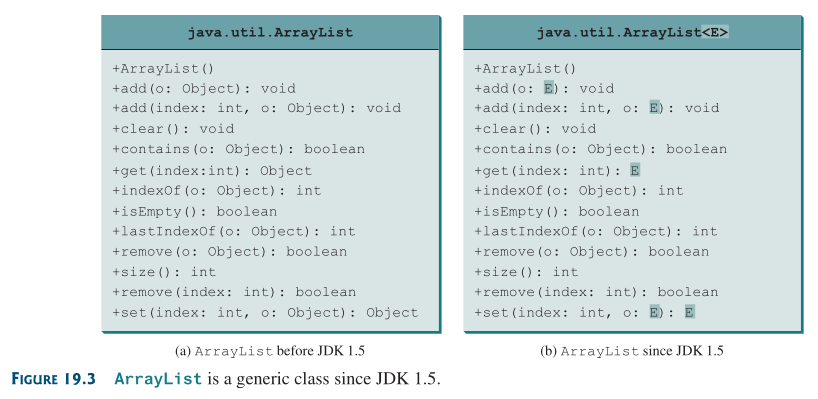 java.util.ArrayList
+ArrayList()
+add(o: Object): void
+add(index: int, o: Object): void
+clear(): void
+contains(o: Object): boolean
+get(index:int): Object
+indexOf(o: Object): int
+isEmpty(): boolean
+lastIndexOf(o: Object): int
+remove(o: Object): boolean
+size(): int
+remove(index: int): boolean
+set(index: int, o: Object): Object
(a) ArrayList before JDK 1.5
java.util.ArrayList<E>
+ArrayList()
+add(o: E): void
+add(index: int, o: E): void
+clear(): void
+contains(o: Object): boolean
+get(index: int): E
+indexOf(o: Object): int
+isEmpty(): boolean
+lastIndexOf(o: Object): int
+remove(o: Object): boolean
+size(): int
+remove(index: int): boolean
+set(index: int, o: E): E
(b) ArrayList since JDK 1.5
FIGURE 19.3 ArrayList is a generic class since JDK 1.5.